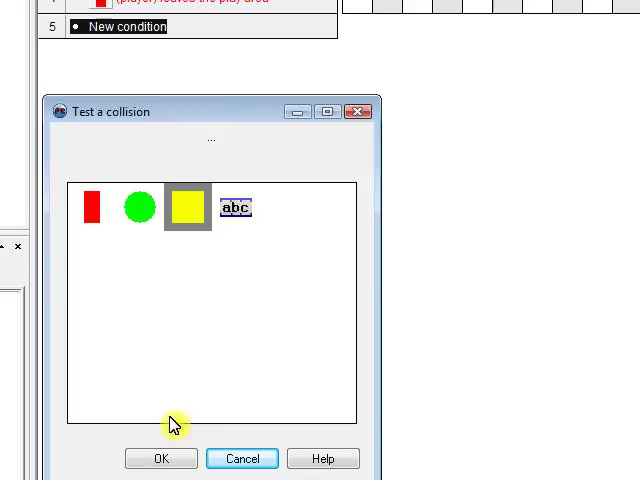 (player) leaves the play area
5 • New condition
Test a collision
...
abc
OK Cancel Help